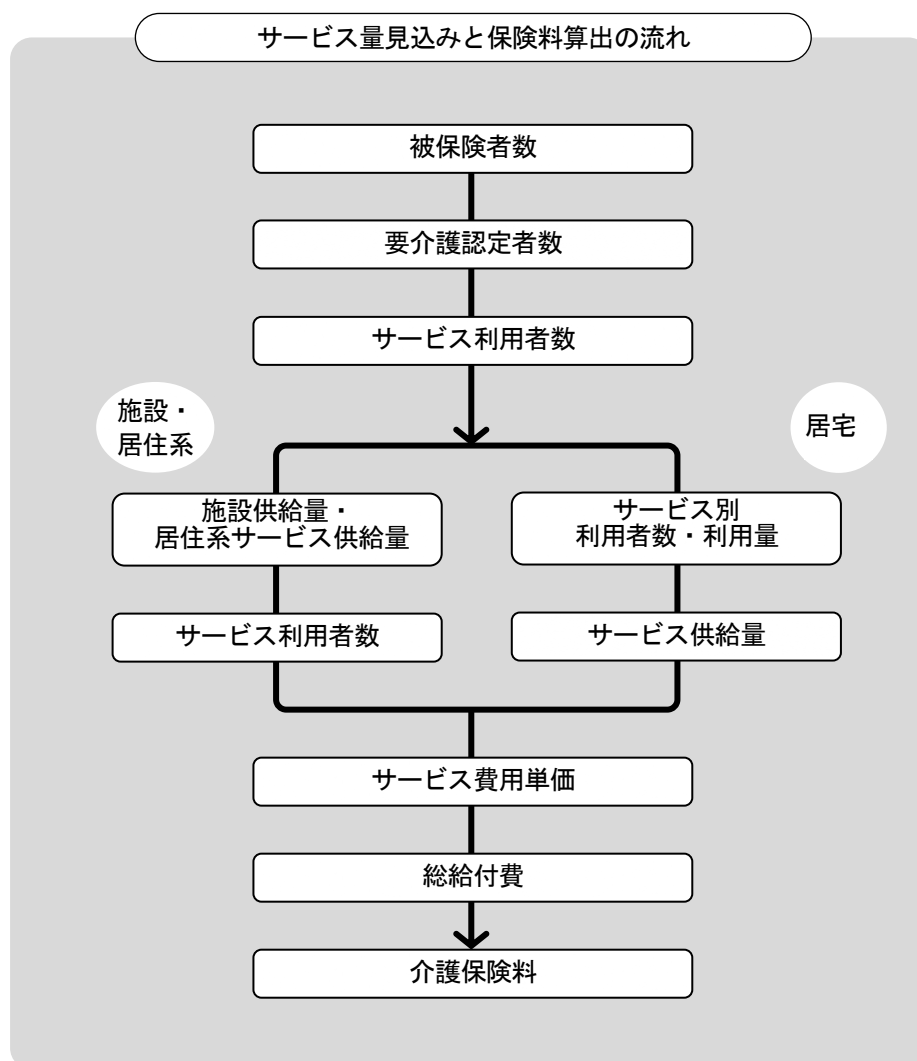 サービス量見込みと保険料算出の流れ
被保険者数
要介護認定者数
サービス利用者数
施設・
居住系
居宅
施設供給量・
居住系サービス供給量
サービス別
利用者数・利用量
サービス利用者数
サービス供給量
サービス費用単価
総給付費
介護保険料